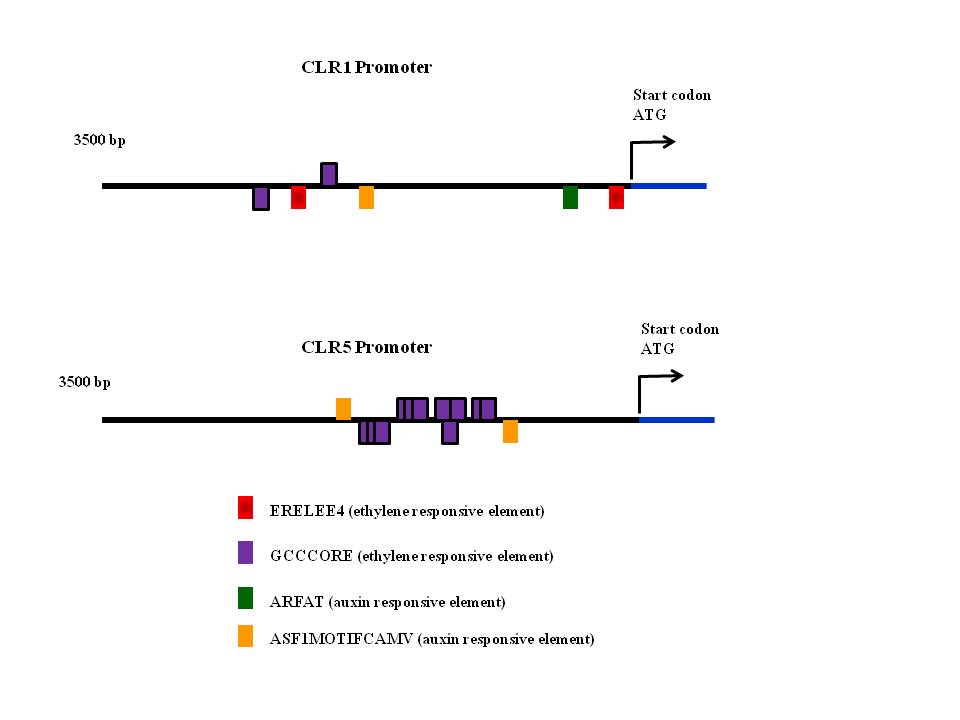 CLR1 Promoter
Start codon
ATG
3500 bp
CLR5 Promoter
Start codon
ATG
3500 bp
ERELEE4 (ethylene responsive element)
GCCCORE (ethylene responsive element)
ARFAT (auxin responsive element)
ASF1MOTIFCAMV (auxin responsive element)